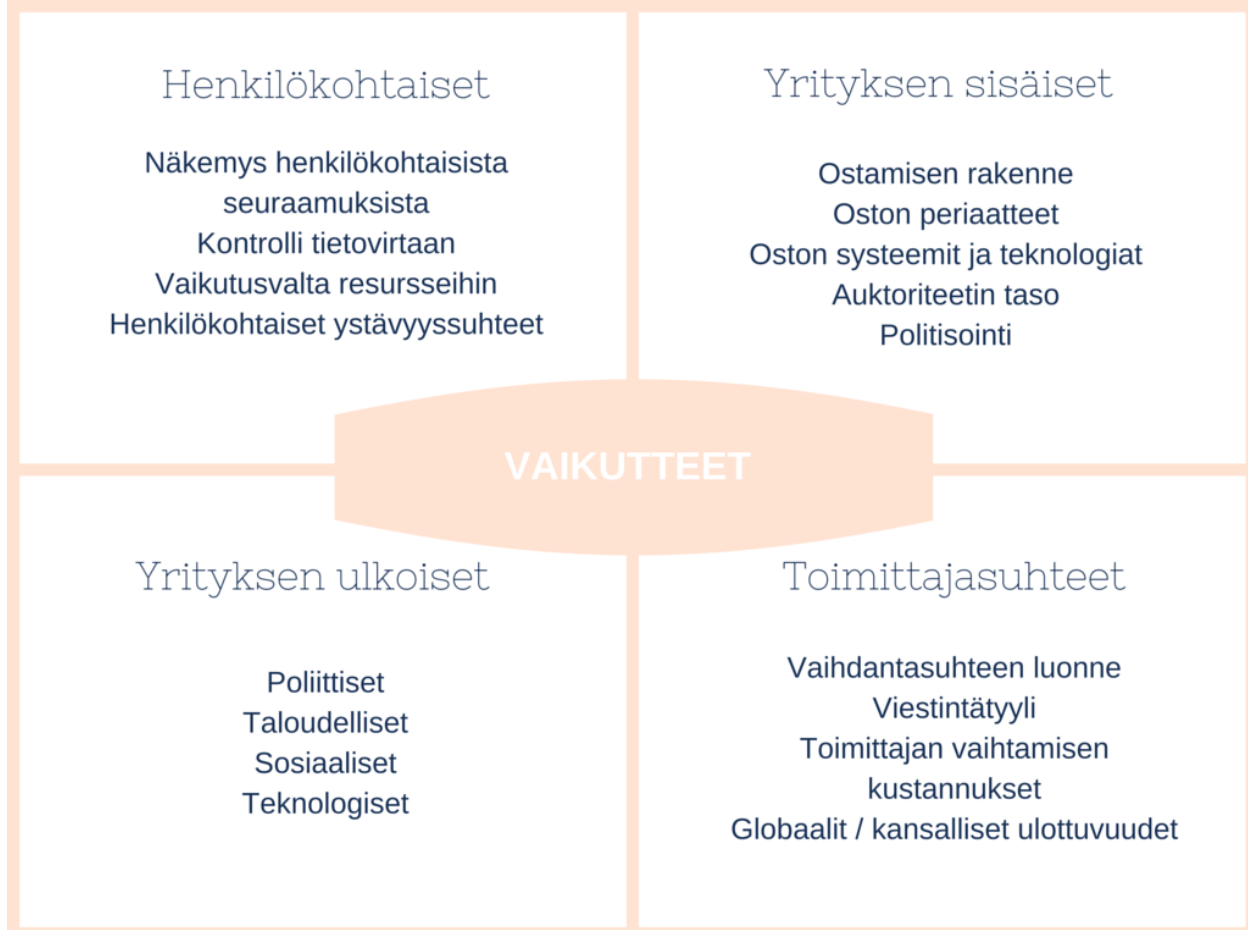 Henkilökohtaiset
Näkemys henkilökohtaisista
seuraamuksista
Kontrolli tietovirtaan
Vaikutusvalta resursseihin
Henkilökohtaiset ystävyyssuhteet
Yrityksen sisäiset
Ostamisen rakenne
Oston periaatteet
Oston systeemit ja teknologiat
Auktoriteetin taso
Politisointi
VAIKUTTEET
Yrityksen ulkoiset
Poliittiset
Taloudelliset
Sosiaaliset
Teknologiset
Toimittajasuhteet
Vaihdantasuhteen luonne
Viestintätyyli
Toimittajan vaihtamisen
kustannukset
Globaalit / kansalliset ulottuvuudet